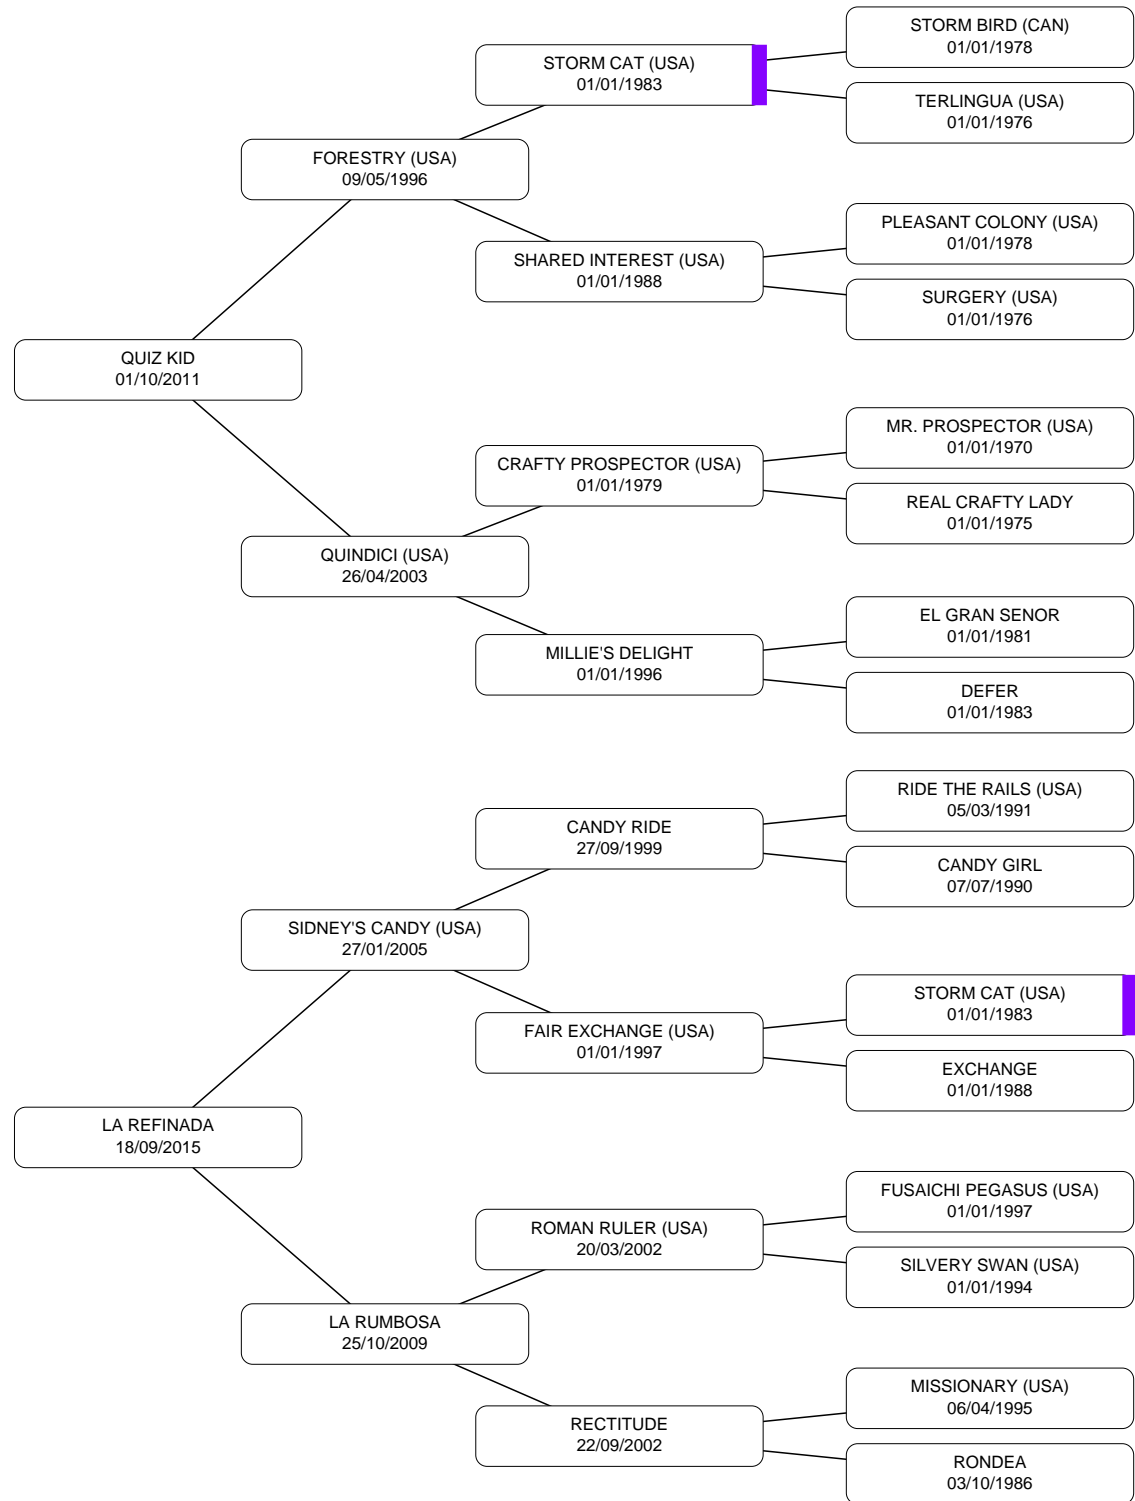 STORM BIRD (CAN)
01/01/1978
STORM CAT (USA)
01/01/1983
TERLINGUA (USA)
01/01/1976
FORESTRY (USA)
09/05/1996
PLEASANT COLONY (USA)
01/01/1978
SHARED INTEREST (USA)
01/01/1988
SURGERY (USA)
01/01/1976
QUIZ KID
01/10/2011
MR. PROSPECTOR (USA)
01/01/1970
CRAFTY PROSPECTOR (USA)
01/01/1979
REAL CRAFTY LADY
01/01/1975
QUINDICI (USA)
26/04/2003
EL GRAN SENOR
01/01/1981
MILLIE'S DELIGHT
01/01/1996
DEFER
01/01/1983
RIDE THE RAILS (USA)
05/03/1991
CANDY RIDE
27/09/1999
CANDY GIRL
07/07/1990
SIDNEY'S CANDY (USA)
27/01/2005
STORM CAT (USA)
01/01/1983
FAIR EXCHANGE (USA)
01/01/1997
EXCHANGE
01/01/1988
LA REFINADA
18/09/2015
FUSAICHI PEGASUS (USA)
01/01/1997
ROMAN RULER (USA)
20/03/2002
SILVERY SWAN (USA)
01/01/1994
LA RUMBOSA
25/10/2009
MISSIONARY (USA)
06/04/1995
RECTITUDE
22/09/2002
RONDEA
03/10/1986